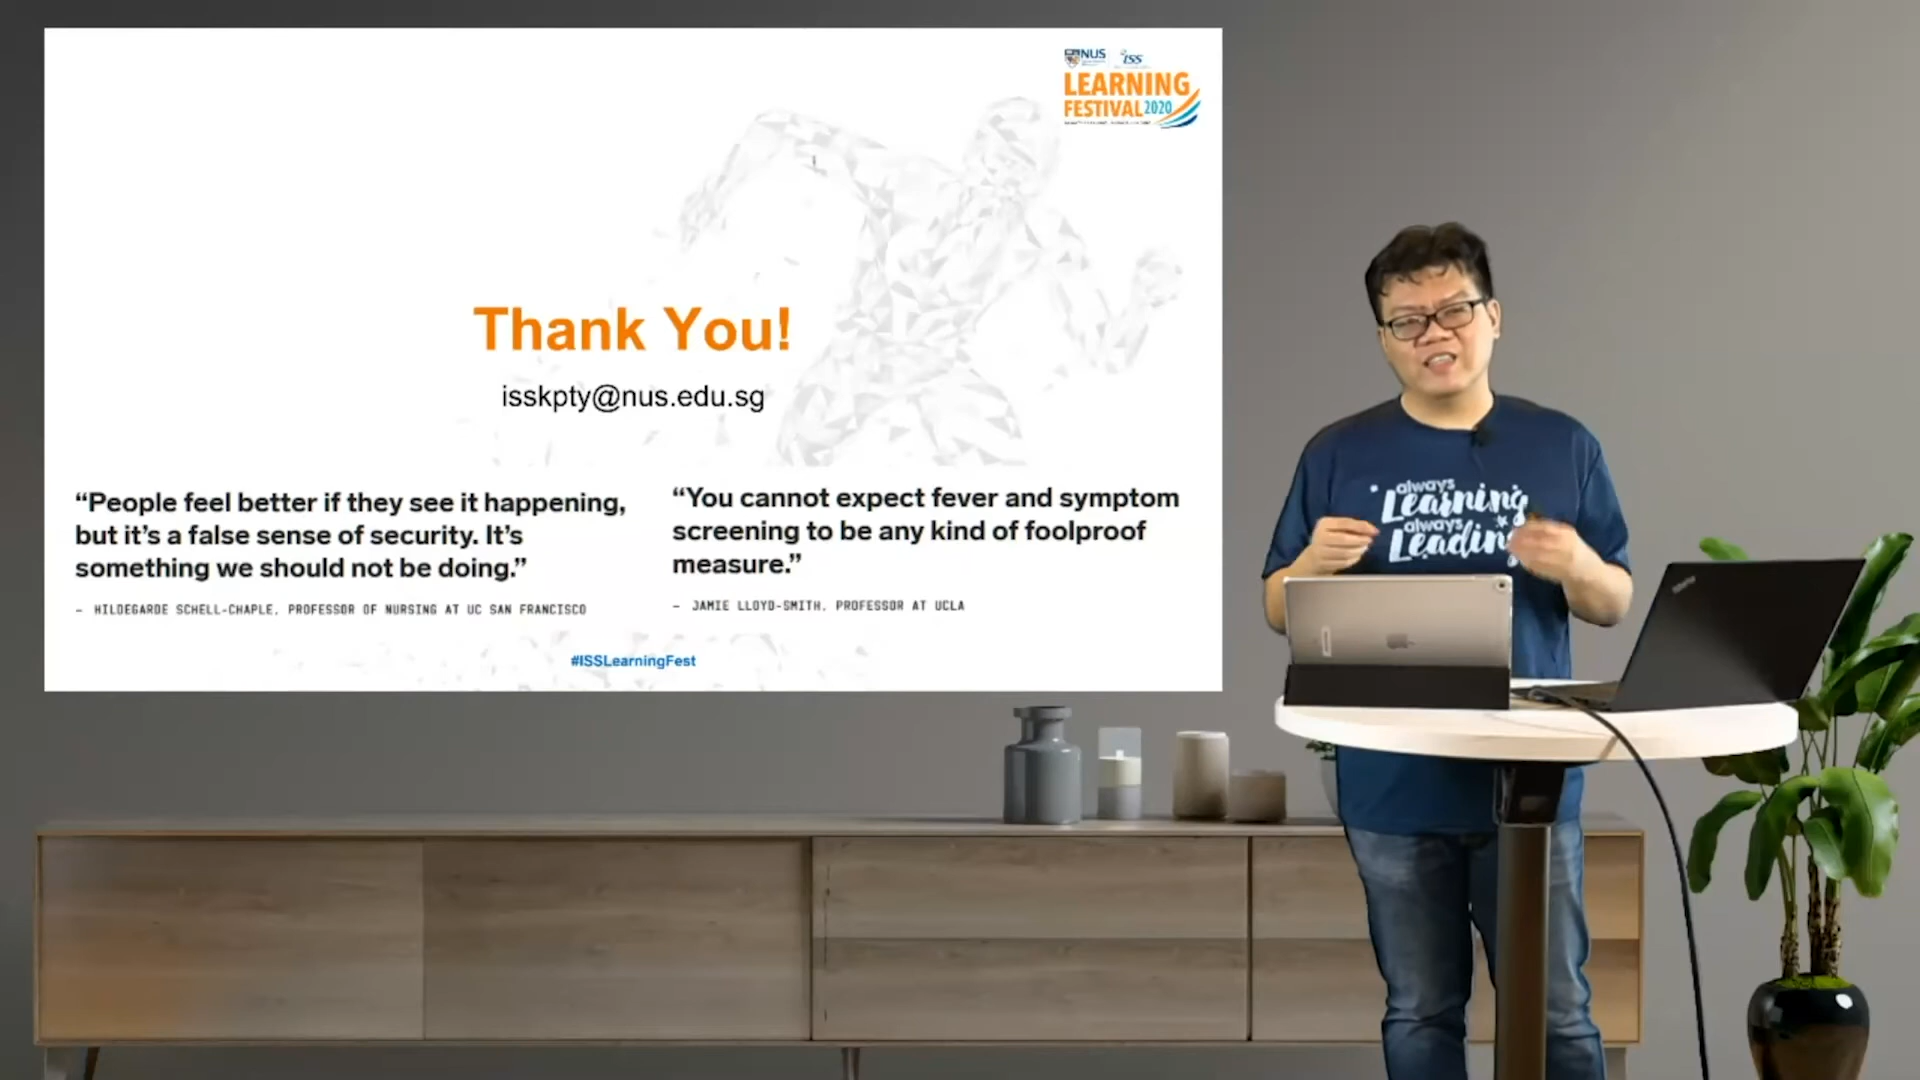 NUS
ISS
LEARNING
FESTIVAL 2020
Thank You!
isskpty@nus.edu.sg
“People feel better if they see it happening,
but it’s a false sense of security. It’s
something we should not be doing.”
– HILDEGARDE SCHELL-CHAPLE, PROFESSOR OF NURSING AT UC SAN FRANCISCO
“You cannot expect fever and symptom
screening to be any kind of foolproof
measure.”
– JAMIE LLOYD-SMITH, PROFESSOR AT UCLA
#ISSLearningFest
always
Learning
always